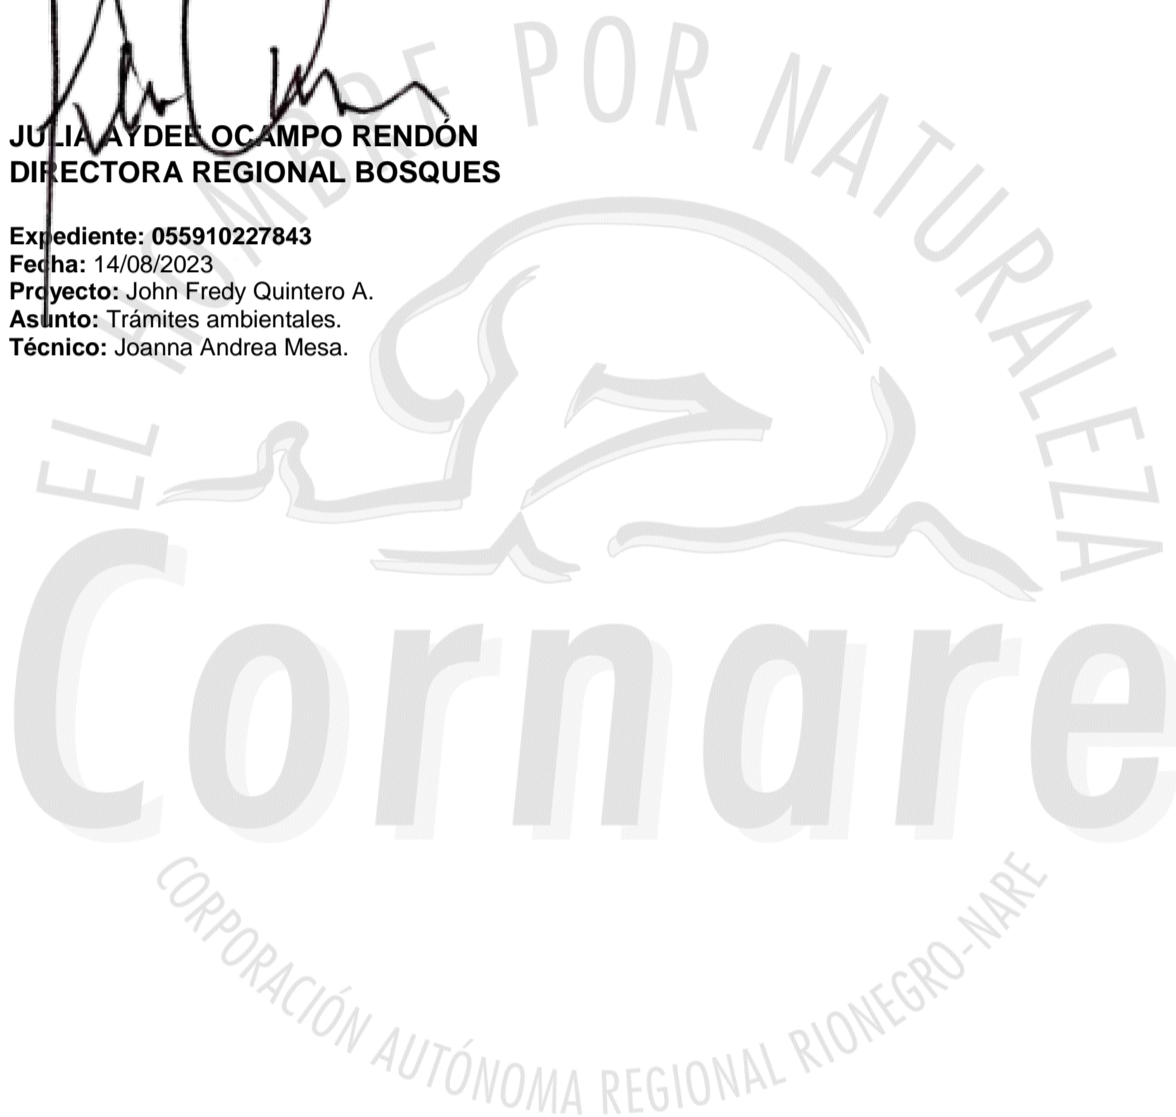 JULIA AYDEE OCAMPO RENDÓN
DIRECTORA REGIONAL BOSQUES
Expediente: 055910227843
Fecha: 14/08/2023
Proyecto: John Fredy Quintero A.
Asunto: Trámites ambientales.
Técnico: Joanna Andrea Mesa.
EL HOMBRE POR NATURALEZA
Cornare
CORPORACIÓN AUTÓNOMA REGIONAL RIONEGRO-NARE